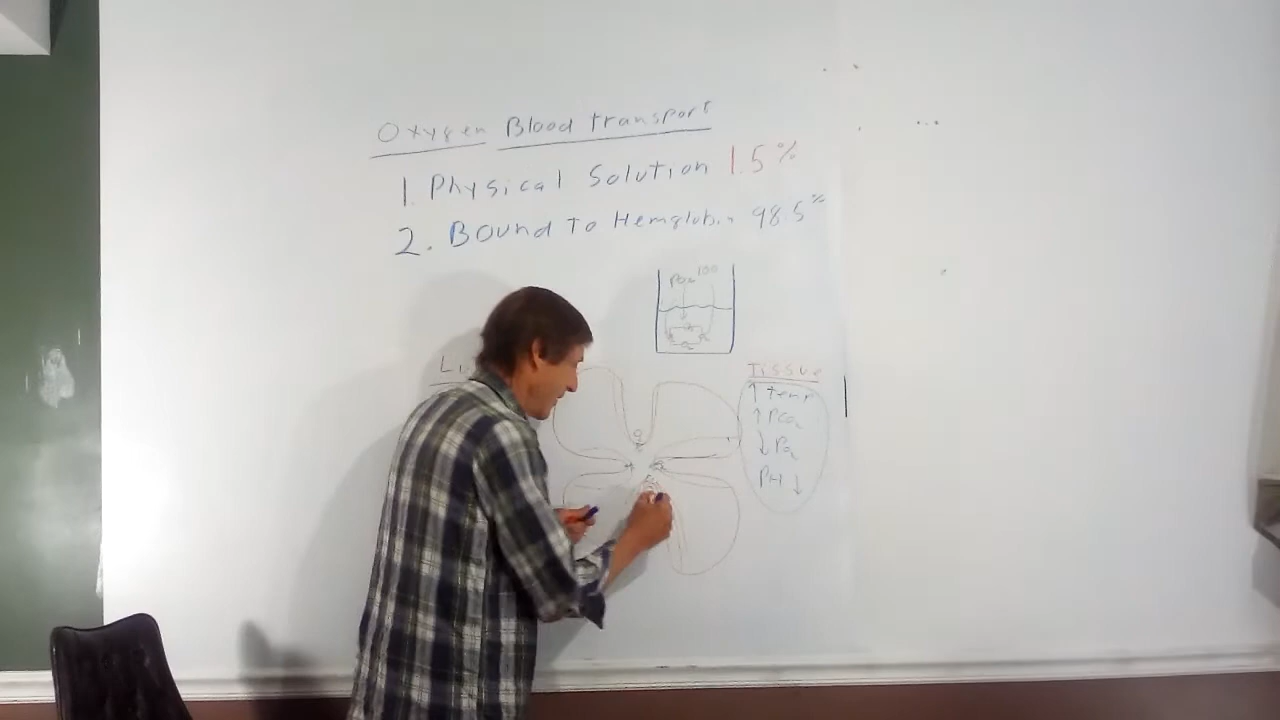 Oxygen Blood transport
1. Physical Solution 1.5%
2. Bound To Hemglobin 98.5%
PO₂ 100
Tissue
↑ temp
↑ PCO₂
↓ PO₂
PH ↓